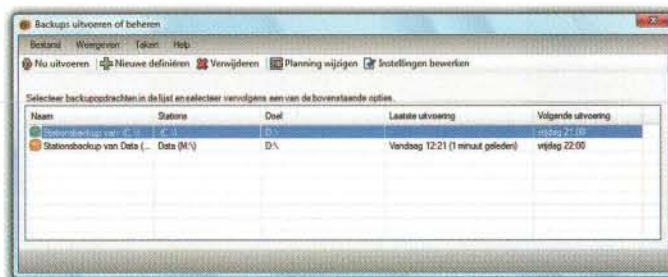 Backups uitvoeren of beheren
Bestand Weergeven Taken Help
Nu uitvoeren Nieuwe definiëren Verwijderen Planning wijzigen Instellingen bewerken
Selecteer backupopdrachten in de lijst en selecteer vervolgens een van de bovenstaande opties.
Naam Stations Doel Laatste uitvoering Volgende uitvoering
Stationsbackup van (C:\) (C:\) D:\ vrijdag 21:00
Stationsbackup van Data (... Data (M:\) D:\ Vandaag 12:21 (1 minuut geleden) vrijdag 22:00